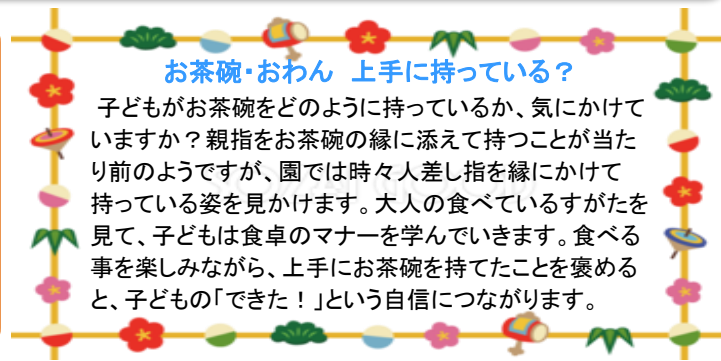 お茶碗・おわん　上手に持っている？
子どもがお茶碗をどのように持っているか、気にかけて
いますか？親指をお茶碗の縁に添えて持つことが当た
り前のようですが、園では時々人差し指を縁にかけて
持っている姿を見かけます。大人の食べているすがたを
見て、子どもは食卓のマナーを学んでいきます。食べる
事を楽しみながら、上手にお茶碗を持てたことを褒める
と、子どもの「できた！」という自信につながります。